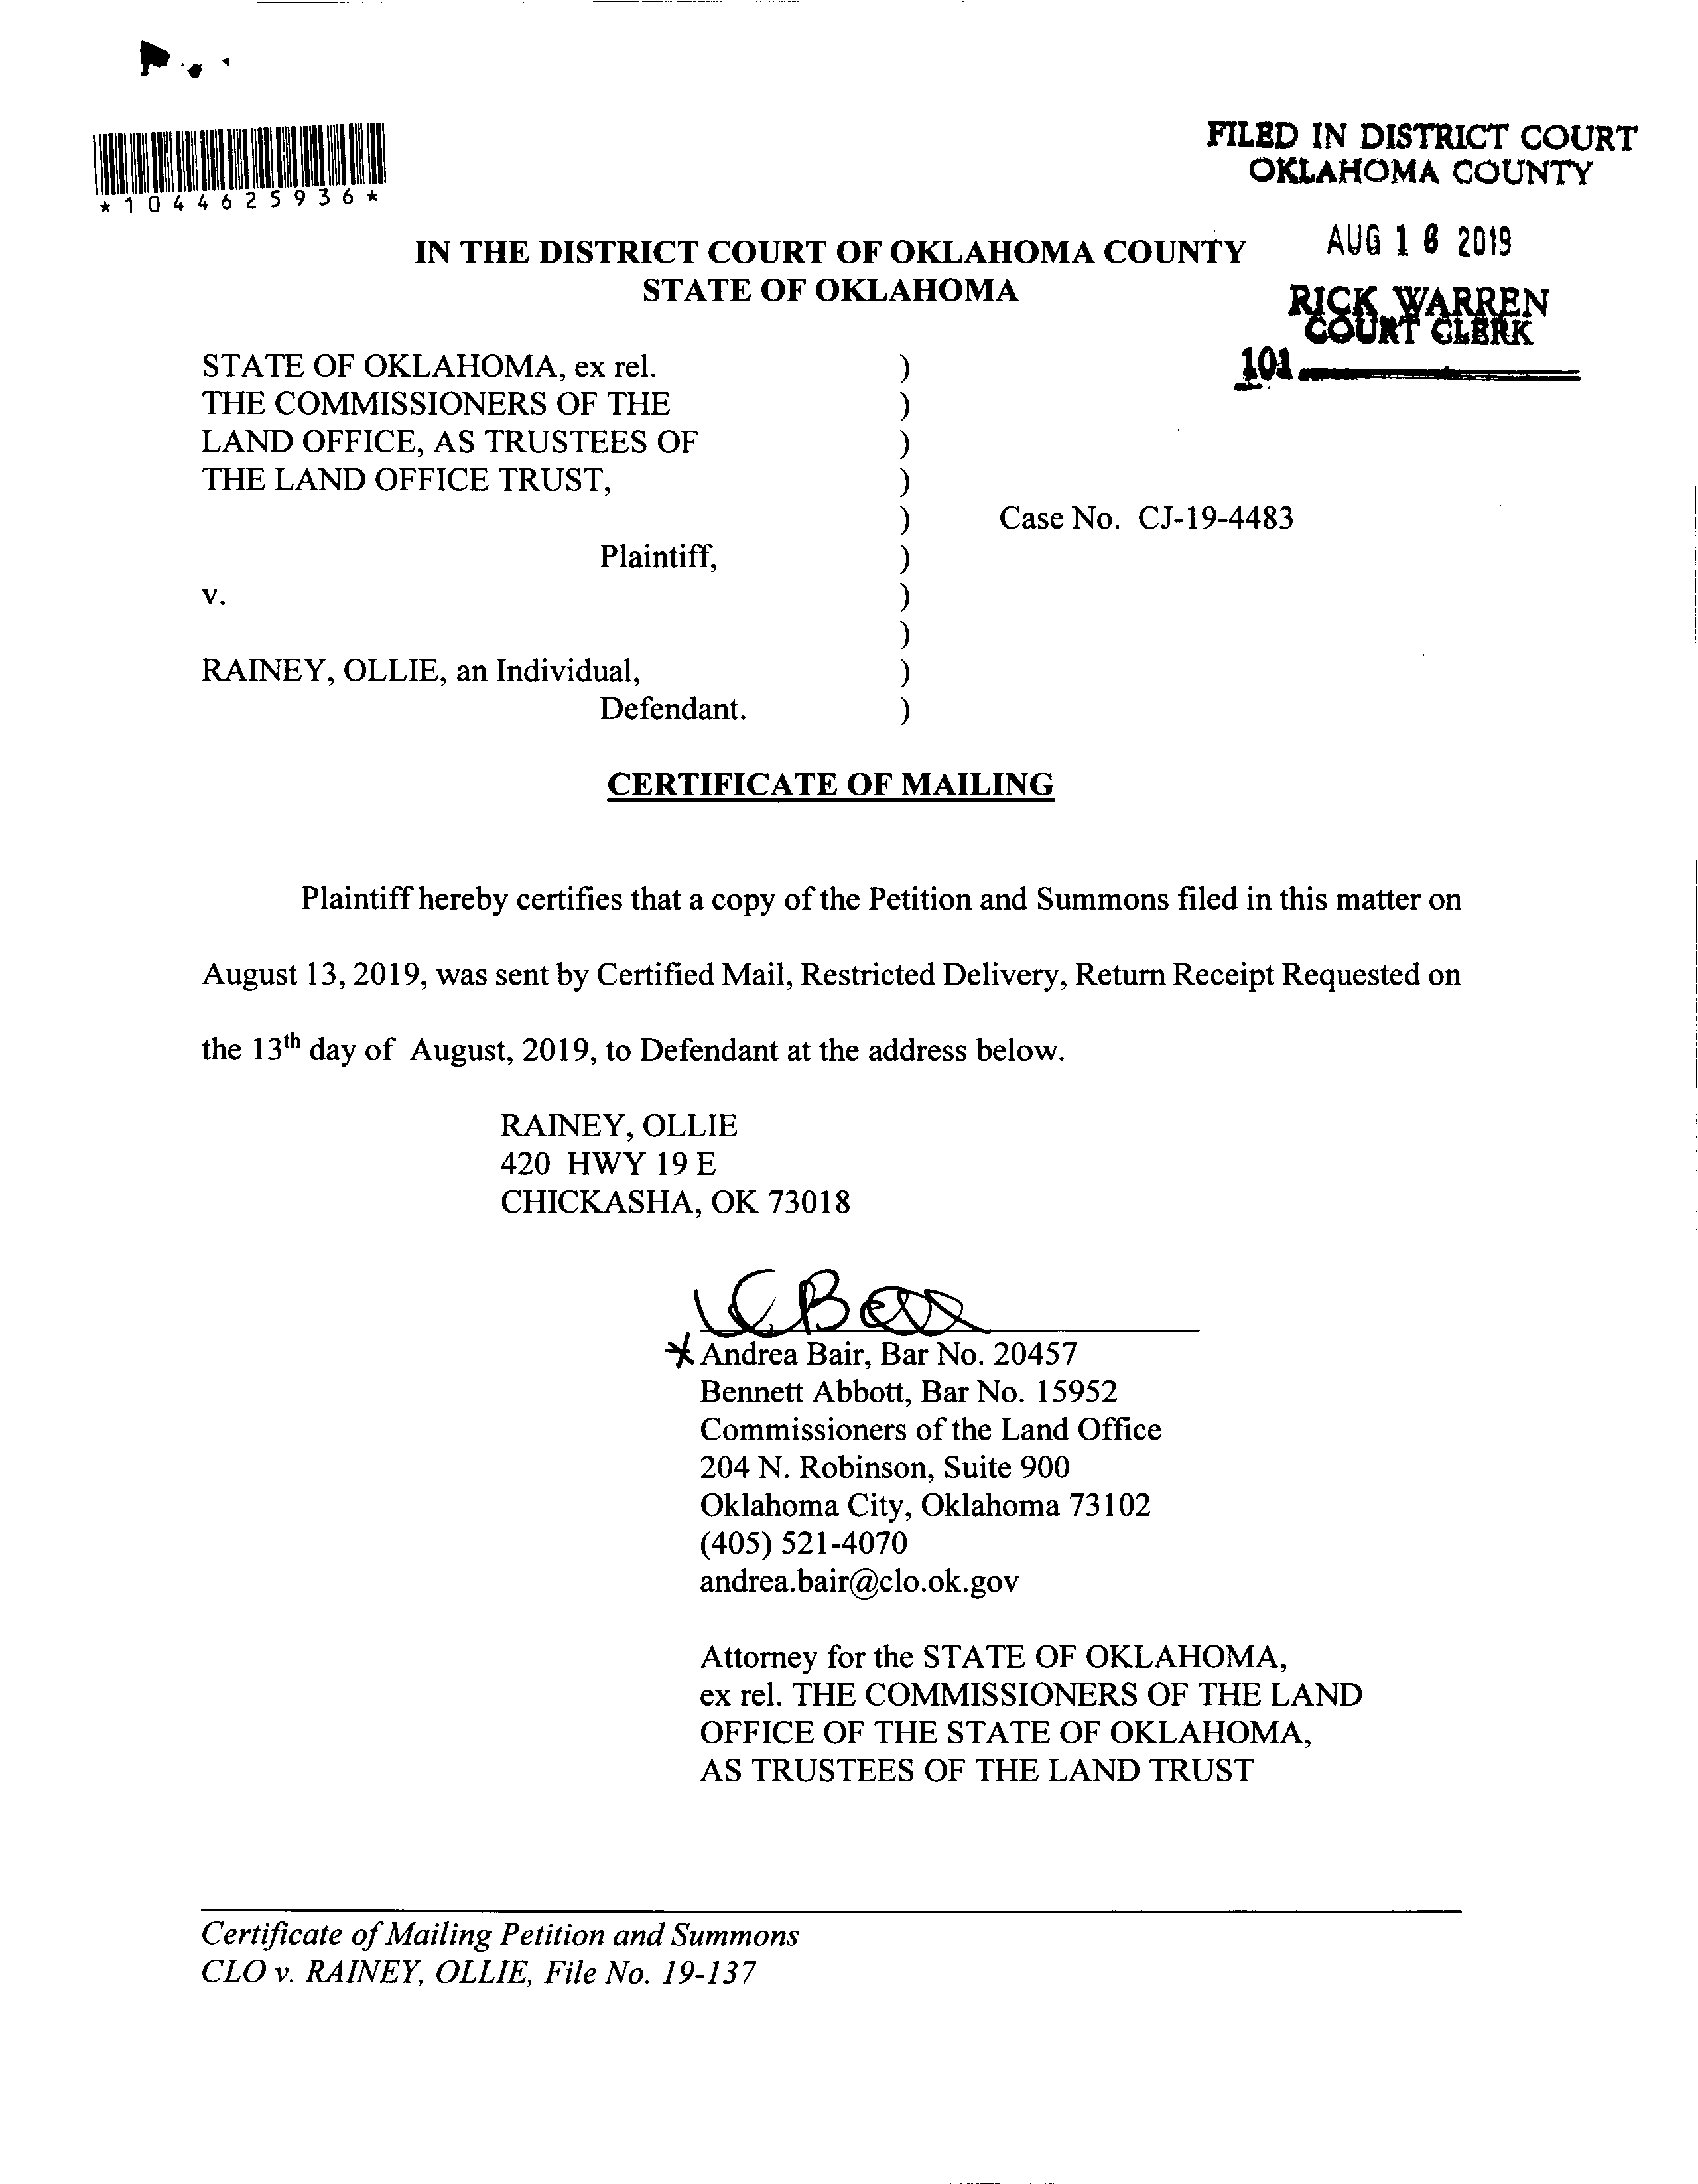 *1044625936*
FILED IN DISTRICT COURT
OKLAHOMA COUNTY
AUG 16 2019
RICK WARREN
COURT CLERK
101
IN THE DISTRICT COURT OF OKLAHOMA COUNTY
STATE OF OKLAHOMA
STATE OF OKLAHOMA, ex rel. )
THE COMMISSIONERS OF THE )
LAND OFFICE, AS TRUSTEES OF )
THE LAND OFFICE TRUST, )
) Case No. CJ-19-4483
Plaintiff, )
v. )
)
RAINEY, OLLIE, an Individual, )
Defendant. )
CERTIFICATE OF MAILING
Plaintiff hereby certifies that a copy of the Petition and Summons filed in this matter on
August 13, 2019, was sent by Certified Mail, Restricted Delivery, Return Receipt Requested on
the 13th day of August, 2019, to Defendant at the address below.
RAINEY, OLLIE
420 HWY 19 E
CHICKASHA, OK 73018
Andrea Bair, Bar No. 20457
Bennett Abbott, Bar No. 15952
Commissioners of the Land Office
204 N. Robinson, Suite 900
Oklahoma City, Oklahoma 73102
(405) 521-4070
andrea.bair@clo.ok.gov
Attorney for the STATE OF OKLAHOMA,
ex rel. THE COMMISSIONERS OF THE LAND
OFFICE OF THE STATE OF OKLAHOMA,
AS TRUSTEES OF THE LAND TRUST
Certificate of Mailing Petition and Summons
CLO v. RAINEY, OLLIE, File No. 19-137